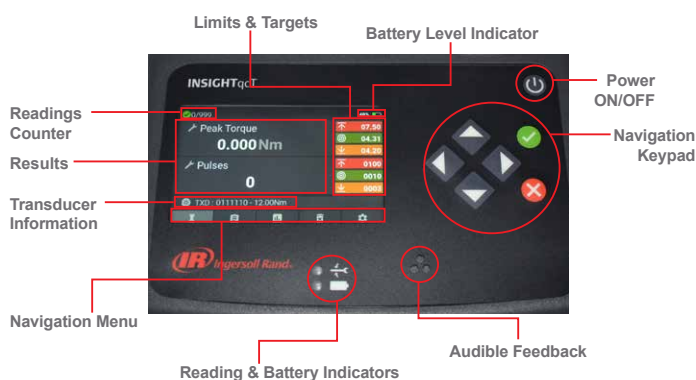 Limits & Targets
Battery Level Indicator
INSIGHTqcT
Power
ON/OFF
Readings
Counter
0/999
Navigation
Keypad
Peak Torque
0.000 Nm
07.50
04.31
04.20
Results
Pulses
0
0100
0010
0003
Transducer
Information
TXD : 0111110 - 12.00Nm
IR Ingersoll Rand
Navigation Menu
Audible Feedback
Reading & Battery Indicators